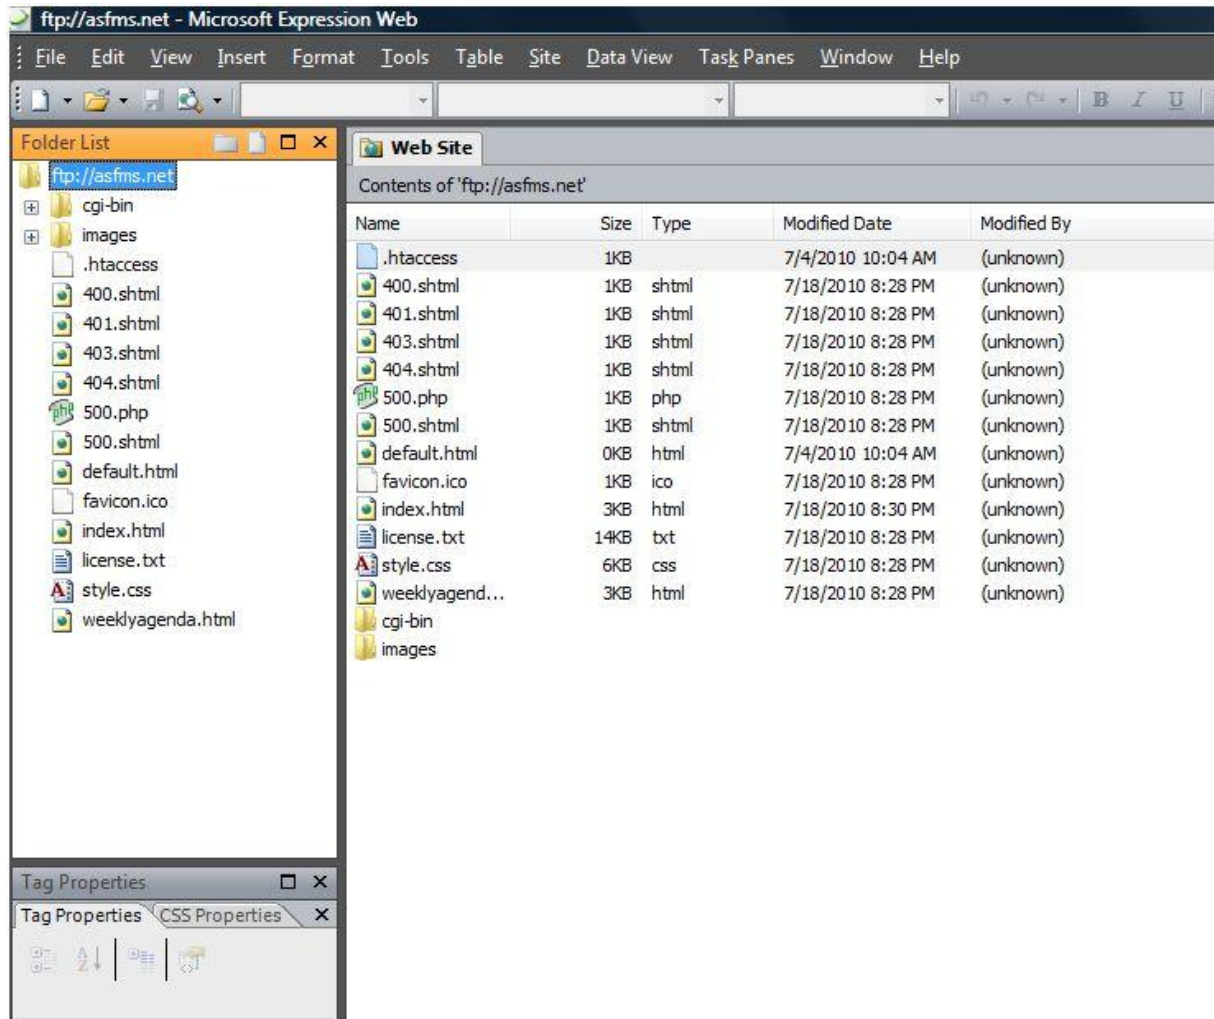 ftp://asfms.net - Microsoft Expression Web
File Edit View Insert Format Tools Table Site Data View Task Panes Window Help
B I U
Folder List
ftp://asfms.net
cgi-bin
images
.htaccess
400.shtml
401.shtml
403.shtml
404.shtml
500.php
500.shtml
default.html
favicon.ico
index.html
license.txt
style.css
weeklyagenda.html
Tag Properties
Tag Properties CSS Properties
Web Site
Contents of 'ftp://asfms.net'
Name Size Type Modified Date Modified By
.htaccess 1KB 7/4/2010 10:04 AM (unknown)
400.shtml 1KB shtml 7/18/2010 8:28 PM (unknown)
401.shtml 1KB shtml 7/18/2010 8:28 PM (unknown)
403.shtml 1KB shtml 7/18/2010 8:28 PM (unknown)
404.shtml 1KB shtml 7/18/2010 8:28 PM (unknown)
500.php 1KB php 7/18/2010 8:28 PM (unknown)
500.shtml 1KB shtml 7/18/2010 8:28 PM (unknown)
default.html 0KB html 7/4/2010 10:04 AM (unknown)
favicon.ico 1KB ico 7/18/2010 8:28 PM (unknown)
index.html 3KB html 7/18/2010 8:30 PM (unknown)
license.txt 14KB txt 7/18/2010 8:28 PM (unknown)
style.css 6KB css 7/18/2010 8:28 PM (unknown)
weeklyagend... 3KB html 7/18/2010 8:28 PM (unknown)
cgi-bin
images